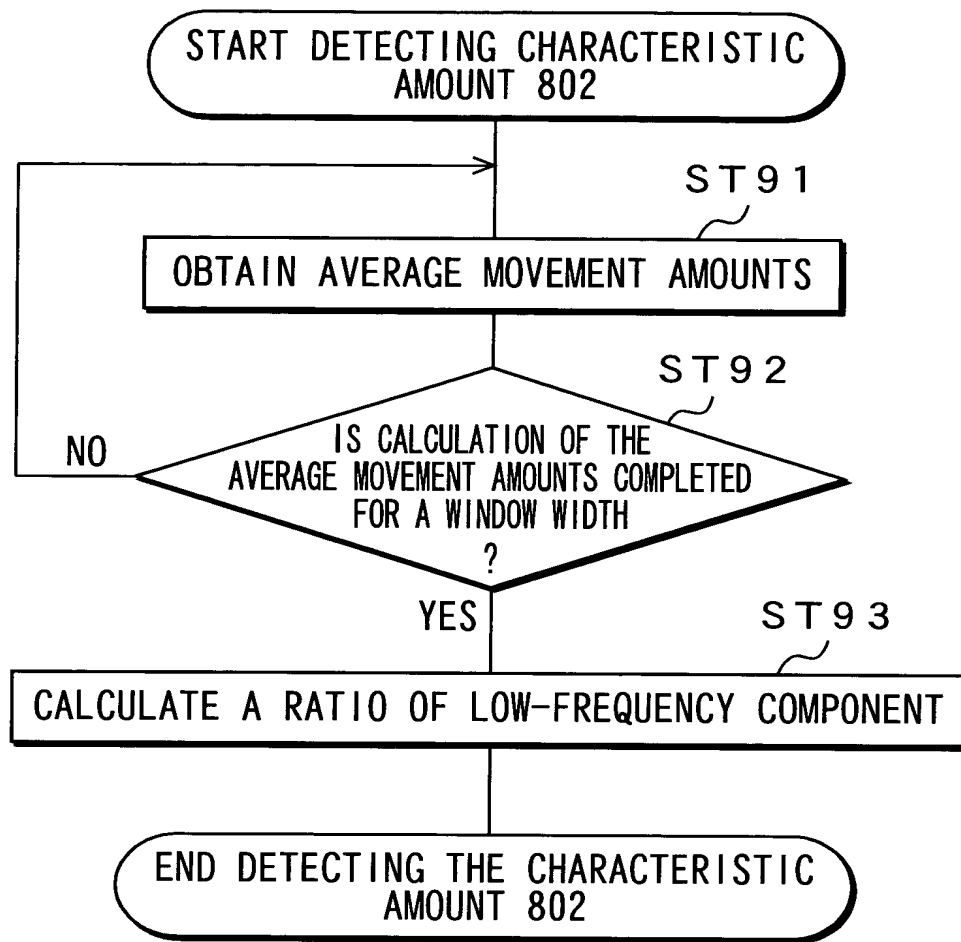 START DETECTING CHARACTERISTIC
AMOUNT 802
ST91
OBTAIN AVERAGE MOVEMENT AMOUNTS
ST92
IS CALCULATION OF THE
AVERAGE MOVEMENT AMOUNTS COMPLETED
FOR A WINDOW WIDTH
?
NO
YES
ST93
CALCULATE A RATIO OF LOW-FREQUENCY COMPONENT
END DETECTING THE CHARACTERISTIC
AMOUNT 802